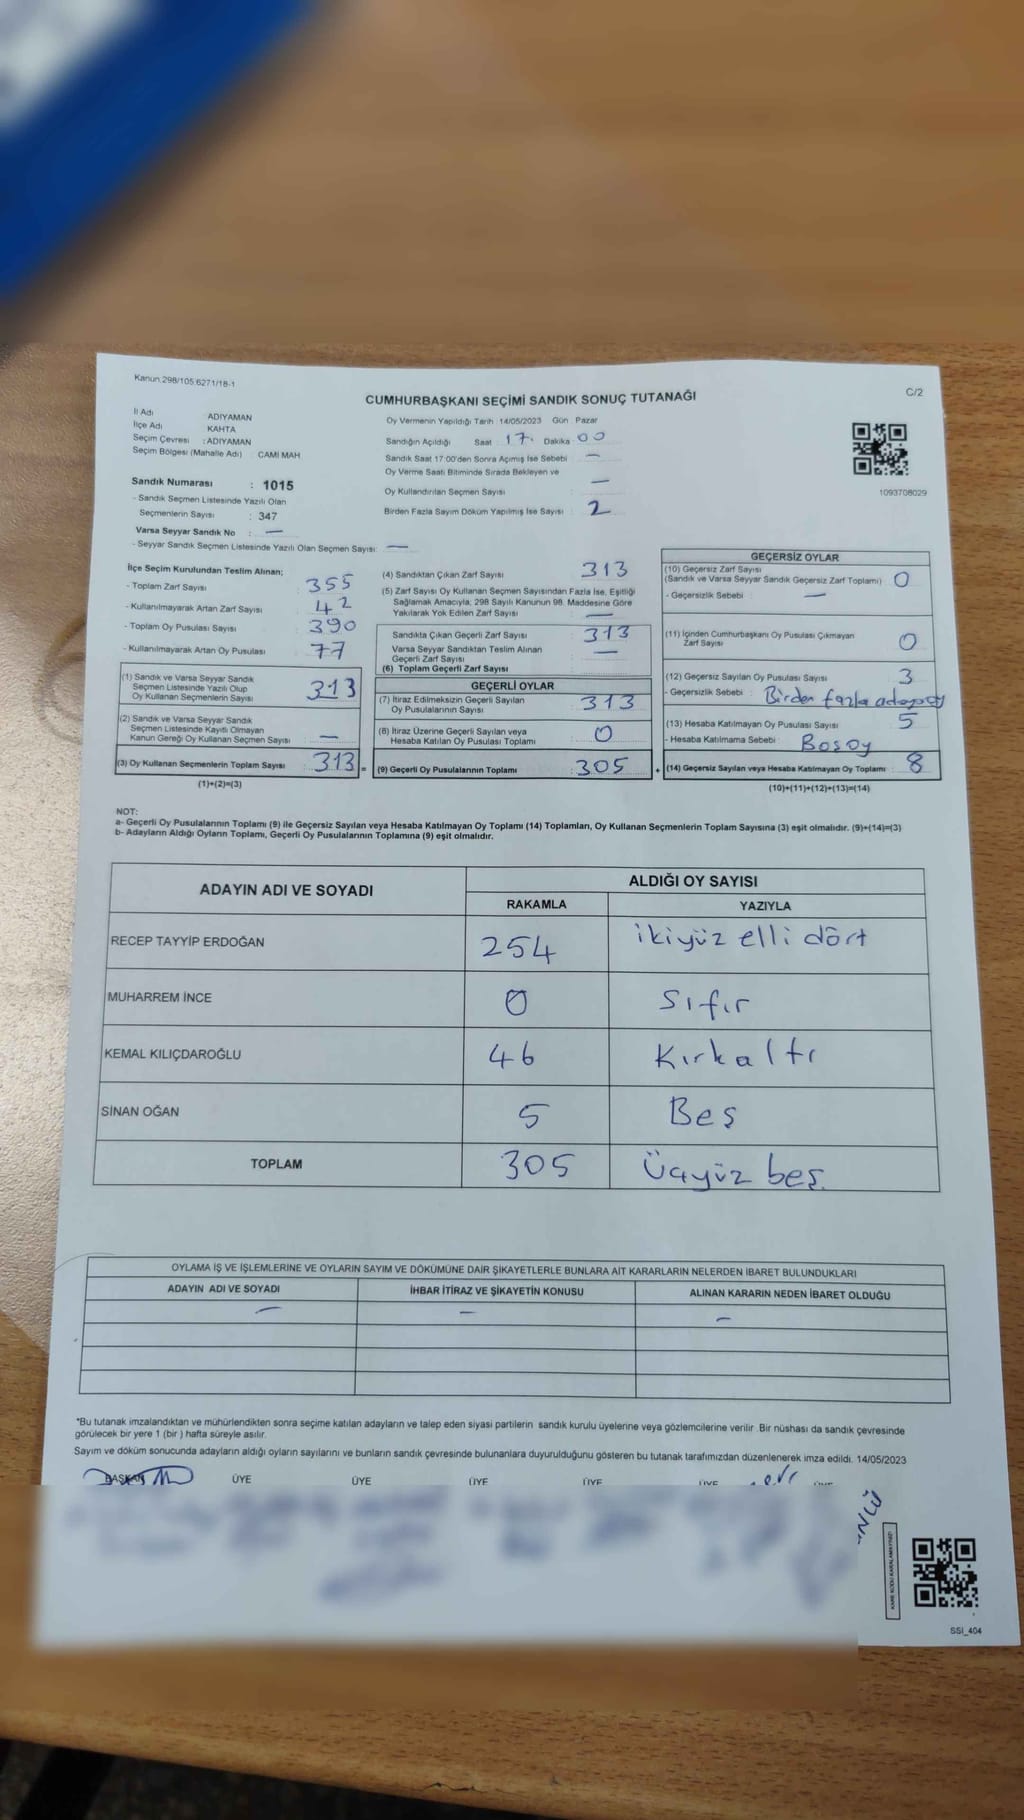 Kanun.298/105.6271/18-1
C/2
CUMHURBAŞKANI SEÇİMİ SANDIK SONUÇ TUTANAĞI
İl Adı : ADIYAMAN
İlçe Adı : KAHTA
Seçim Çevresi : ADIYAMAN
Seçim Bölgesi (Mahalle Adı) : CAMİ MAH
Sandık Numarası : 1015
- Sandık Seçmen Listesinde Yazılı Olan
Seçmenlerin Sayısı : 347
Varsa Seyyar Sandık No : —
- Seyyar Sandık Seçmen Listesinde Yazılı Olan Seçmen Sayısı: —
Oy Vermenin Yapıldığı Tarih :14/05/2023 Gün : Pazar
Sandığın Açıldığı Saat : 17. Dakika : 00
Sandık Saat 17:00'den Sonra Açımış İse Sebebi : —
Oy Verme Saati Bitiminde Sırada Bekleyen ve
Oy Kullandırılan Seçmen Sayısı : —
Birden Fazla Sayım Döküm Yapılmış İse Sayısı : 2
1093708029
İlçe Seçim Kurulundan Teslim Alınan;
- Toplam Zarf Sayısı : 355
- Kullanılmayarak Artan Zarf Sayısı : 42
- Toplam Oy Pusulası Sayısı : 390
- Kullanılmayarak Artan Oy Pusulası : 77
(1) Sandık ve Varsa Seyyar Sandık
Seçmen Listesinde Yazılı Olup
Oy Kullanan Seçmenlerin Sayısı : 313
(2) Sandık ve Varsa Seyyar Sandık
Seçmen Listesinde Kayıtlı Olmayan
Kanun Gereği Oy Kullanan Seçmen Sayısı : —
(3) Oy Kullanan Seçmenlerin Toplam Sayısı : 313 =
(1)+(2)=(3)
(4) Sandıktan Çıkan Zarf Sayısı : 313
(5) Zarf Sayısı Oy Kullanan Seçmen Sayısından Fazla İse, Eşitliği
Sağlamak Amacıyla; 298 Sayılı Kanunun 98. Maddesine Göre
Yakılarak Yok Edilen Zarf Sayısı : —
Sandıkta Çıkan Geçerli Zarf Sayısı : 313
Varsa Seyyar Sandıktan Teslim Alınan
Geçerli Zarf Sayısı : —
(6) Toplam Geçerli Zarf Sayısı
GEÇERLİ OYLAR
(7) İtiraz Edilmeksizin Geçerli Sayılan
Oy Pusulalarının Sayısı : 313
(8) İtiraz Üzerine Geçerli Sayılan veya
Hesaba Katılan Oy Pusulası Toplamı : 0
(9) Geçerli Oy Pusulalarının Toplamı : 305 +
GEÇERSİZ OYLAR
(10) Geçersiz Zarf Sayısı
(Sandık ve Varsa Seyyar Sandık Geçersiz Zarf Toplamı) : 0
- Geçersizlik Sebebi : —
(11) İçinden Cumhurbaşkanı Oy Pusulası Çıkmayan
Zarf Sayısı : 0
(12) Geçersiz Sayılan Oy Pusulası Sayısı : 3
- Geçersizlik Sebebi : Birden fazla adaya oy
(13) Hesaba Katılmayan Oy Pusulası Sayısı : 5
- Hesaba Katılmama Sebebi : Boş oy
(14) Geçersiz Sayılan veya Hesaba Katılmayan Oy Toplamı : 8
(10)+(11)+(12)+(13)=(14)
NOT:
a- Geçerli Oy Pusulalarının Toplamı (9) ile Geçersiz Sayılan veya Hesaba Katılmayan Oy Toplamı (14) Toplamları, Oy Kullanan Seçmenlerin Toplam Sayısına (3) eşit olmalıdır. (9)+(14)=(3)
b- Adayların Aldığı Oyların Toplamı, Geçerli Oy Pusulalarının Toplamına (9) eşit olmalıdır.
ADAYIN ADI VE SOYADI ALDIĞI OY SAYISI
RAKAMLA YAZIYLA
RECEP TAYYİP ERDOĞAN 254 ikiyüz elli dört
MUHARREM İNCE 0 Sıfır
KEMAL KILIÇDAROĞLU 46 Kırkaltı
SİNAN OĞAN 5 Beş
TOPLAM 305 Üçyüz beş.
OYLAMA İŞ VE İŞLEMLERİNE VE OYLARIN SAYIM VE DÖKÜMÜNE DAİR ŞİKAYETLERLE BUNLARA AİT KARARLARIN NELERDEN İBARET BULUNDUKLARI
ADAYIN ADI VE SOYADI İHBAR İTİRAZ VE ŞİKAYETİN KONUSU ALINAN KARARIN NEDEN İBARET OLDUĞU
— — —
*Bu tutanak imzalandıktan ve mühürlendikten sonra seçime katılan adayların ve talep eden siyasi partilerin sandık kurulu üyelerine veya gözlemcilerine verilir. Bir nüshası da sandık çevresinde
görülecek bir yere 1 (bir ) hafta süreyle asılır.
Sayım ve döküm sonucunda adayların aldığı oyların sayılarını ve bunların sandık çevresinde bulunanlara duyurulduğunu gösteren bu tutanak tarafımızdan düzenlenerek imza edildi. 14/05/2023
BAŞKAN ÜYE ÜYE ÜYE ÜYE ÜYE
KARE KODU KARALAMAYINIZ!
SSİ_404